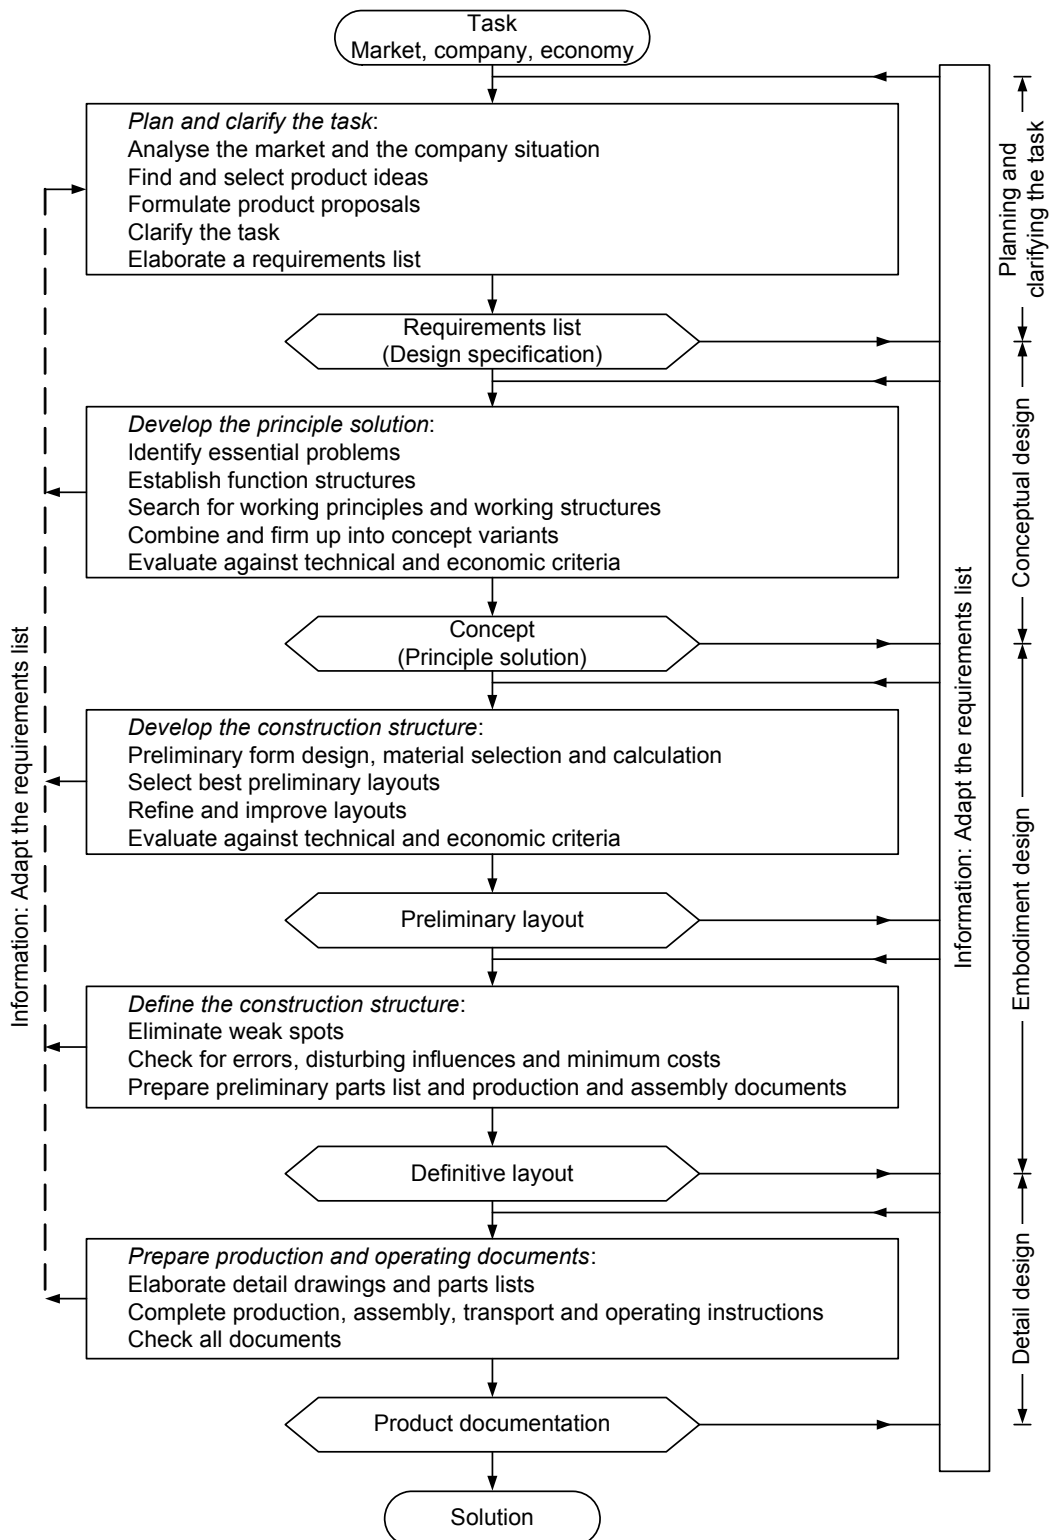 Task
Market, company, economy
Plan and clarify the task:
Analyse the market and the company situation
Find and select product ideas
Formulate product proposals
Clarify the task
Elaborate a requirements list
Requirements list
(Design specification)
Develop the principle solution:
Identify essential problems
Establish function structures
Search for working principles and working structures
Combine and firm up into concept variants
Evaluate against technical and economic criteria
Concept
(Principle solution)
Develop the construction structure:
Preliminary form design, material selection and calculation
Select best preliminary layouts
Refine and improve layouts
Evaluate against technical and economic criteria
Preliminary layout
Define the construction structure:
Eliminate weak spots
Check for errors, disturbing influences and minimum costs
Prepare preliminary parts list and production and assembly documents
Definitive layout
Prepare production and operating documents:
Elaborate detail drawings and parts lists
Complete production, assembly, transport and operating instructions
Check all documents
Product documentation
Solution
Information: Adapt the requirements list
Information: Adapt the requirements list
Planning and
clarifying the task
Conceptual design
Embodiment design
Detail design